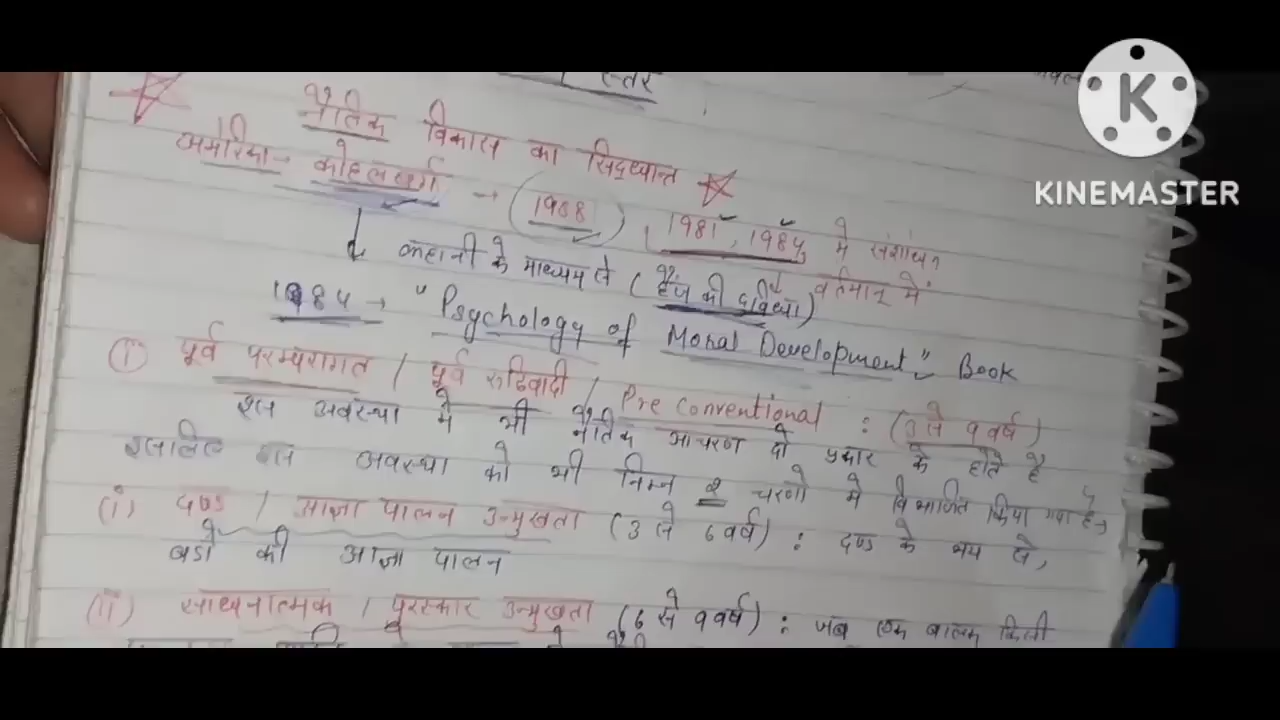 स्तर
नैतिक विकास का सिद्धान्त
अमेरिका - कोहलबर्ग → (1968), 1981, 1984 में संशोधन
↓ कहानी के माध्यम से (हिंज की दुविधा) वर्तमान में
1984 → "Psychology of Moral Development" Book
① पूर्व परम्परागत / पूर्व रूढिवादी / Pre Conventional : (3 से 9 वर्ष)
इस अवस्था में भी नैतिक आचरण दो प्रकार के होते है
इसलिए इस अवस्था को भी निम्न 2 चरणो मे विभाजित किया गया है→
(i) दण्ड / आज्ञा पालन उन्मुखता (3 से 6 वर्ष) : दण्ड के भय से,
बडो की आज्ञा पालन
(ii) साधनात्मक / पुरस्कार उन्मुखता (6 से 9 वर्ष) : जब एक बालक किसी
K
KINEMASTER